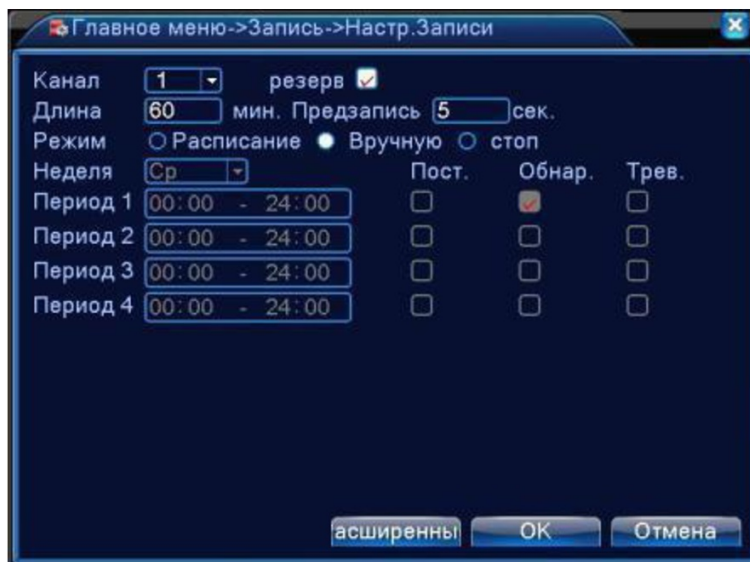 Главное меню->Запись->Настр.Записи
Канал 1 резерв
Длина 60 мин. Предзапись 5 сек.
Режим Расписание Вручную стоп
Неделя Ср Пост. Обнар. Трев.
Период 1 00:00 - 24:00
Период 2 00:00 - 24:00
Период 3 00:00 - 24:00
Период 4 00:00 - 24:00
асширенны OK Отмена